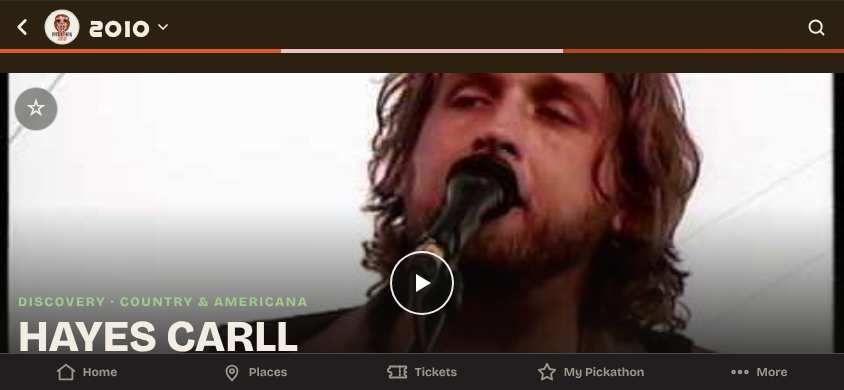 2010
DISCOVERY · COUNTRY & AMERICANA
HAYES CARLL
Home
Places
Tickets
My Pickathon
More